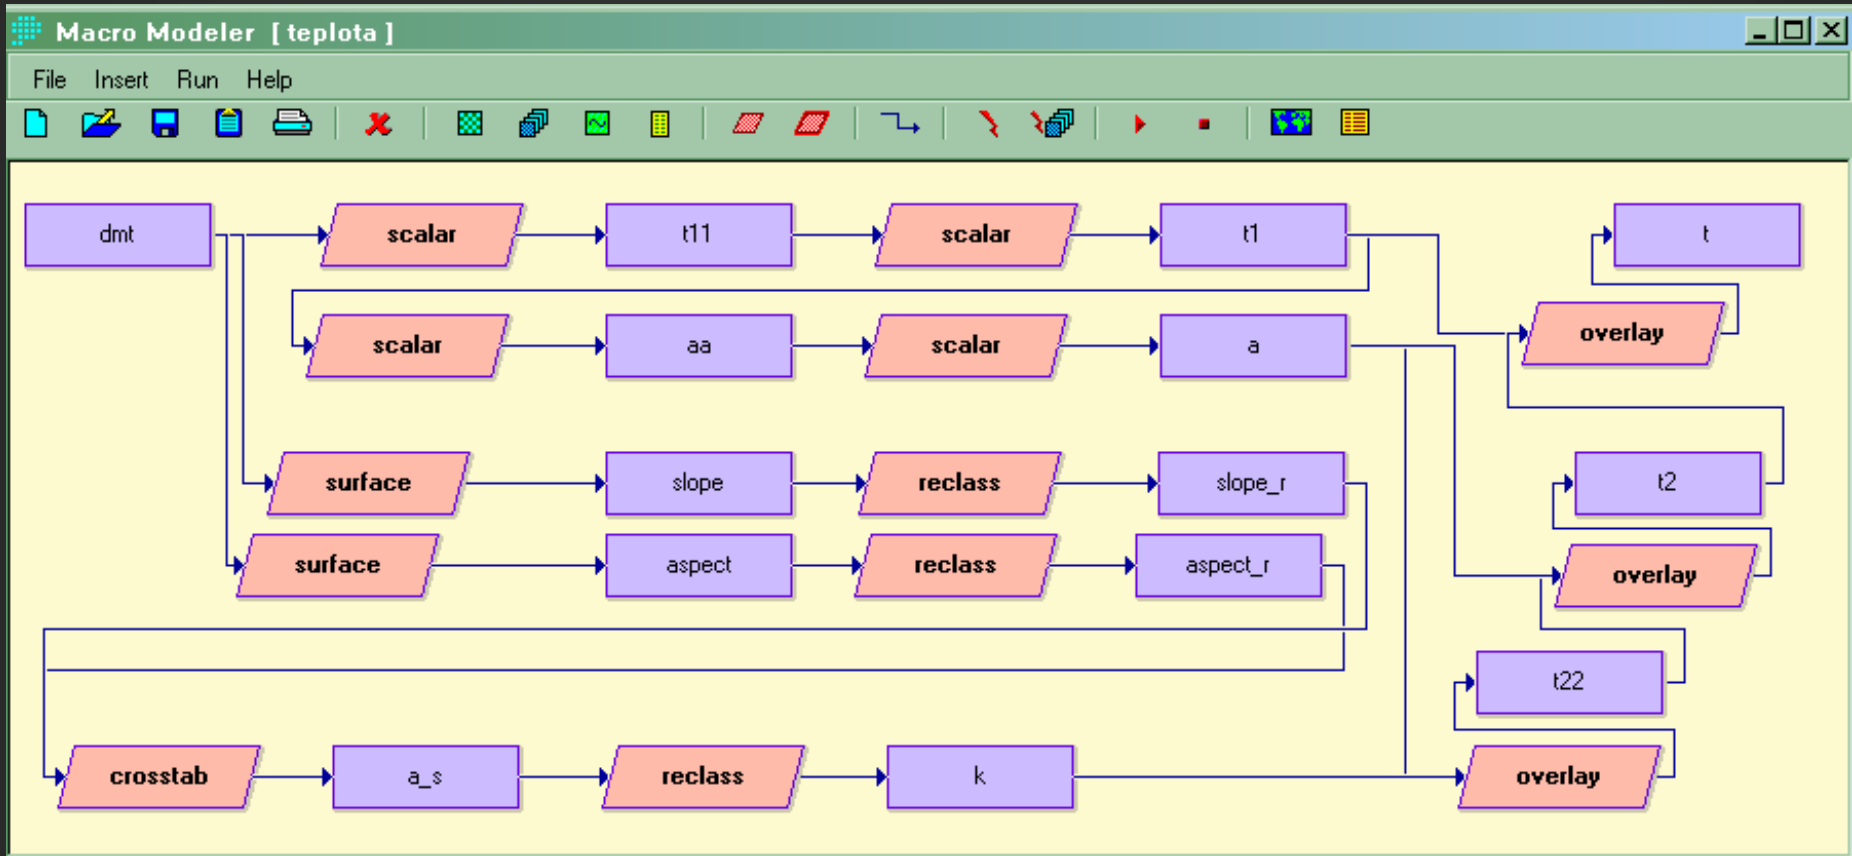 Macro Modeler [ teplota ]
File Insert Run Help
dmt scalar t11 scalar t1 t
overlay
scalar aa scalar a
surface slope reclass slope_r t2
surface aspect reclass aspect_r overlay
t22
crosstab a_s reclass k overlay